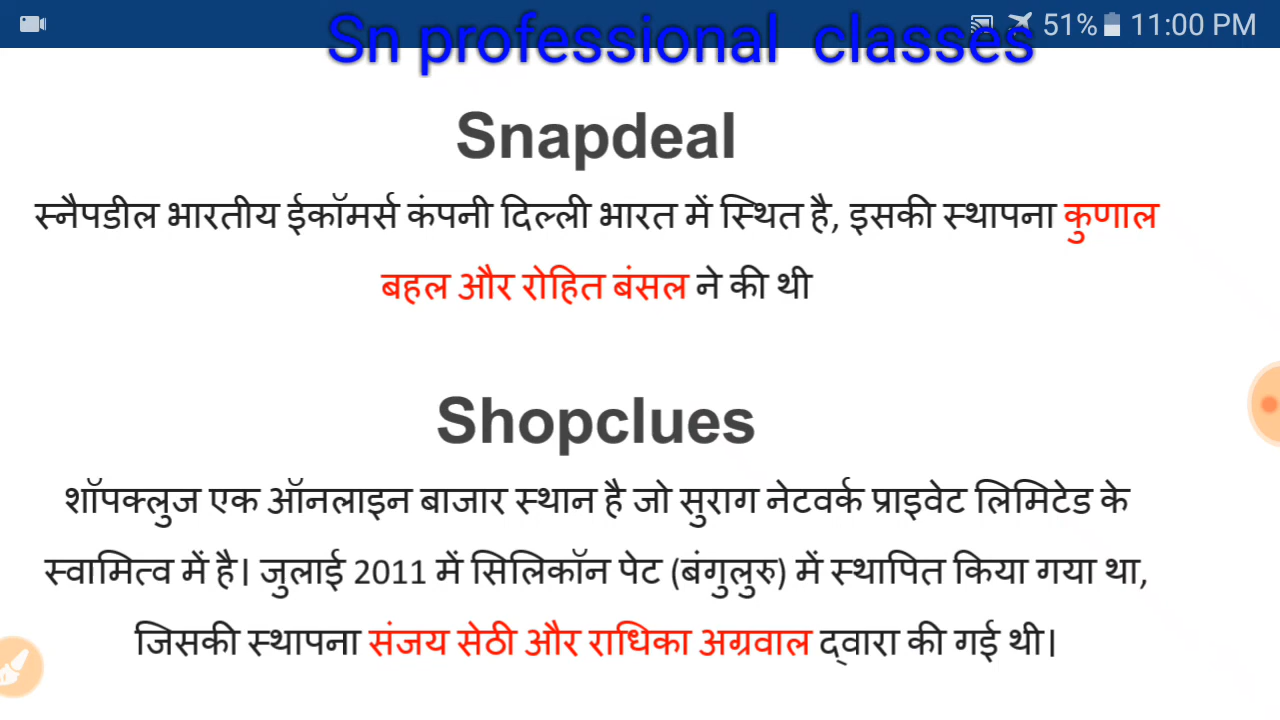 51% 11:00 PM
Sn professional classes
Snapdeal
स्नैपडील भारतीय ईकॉमर्स कंपनी दिल्ली भारत में स्थित है, इसकी स्थापना कुणाल
बहल और रोहित बंसल ने की थी
Shopclues
शॉपक्लुज एक ऑनलाइन बाजार स्थान है जो सुराग नेटवर्क प्राइवेट लिमिटेड के
स्वामित्व में है। जुलाई 2011 में सिलिकॉन पेट (बंगुलुरु) में स्थापित किया गया था,
जिसकी स्थापना संजय सेठी और राधिका अग्रवाल द्वारा की गई थी।